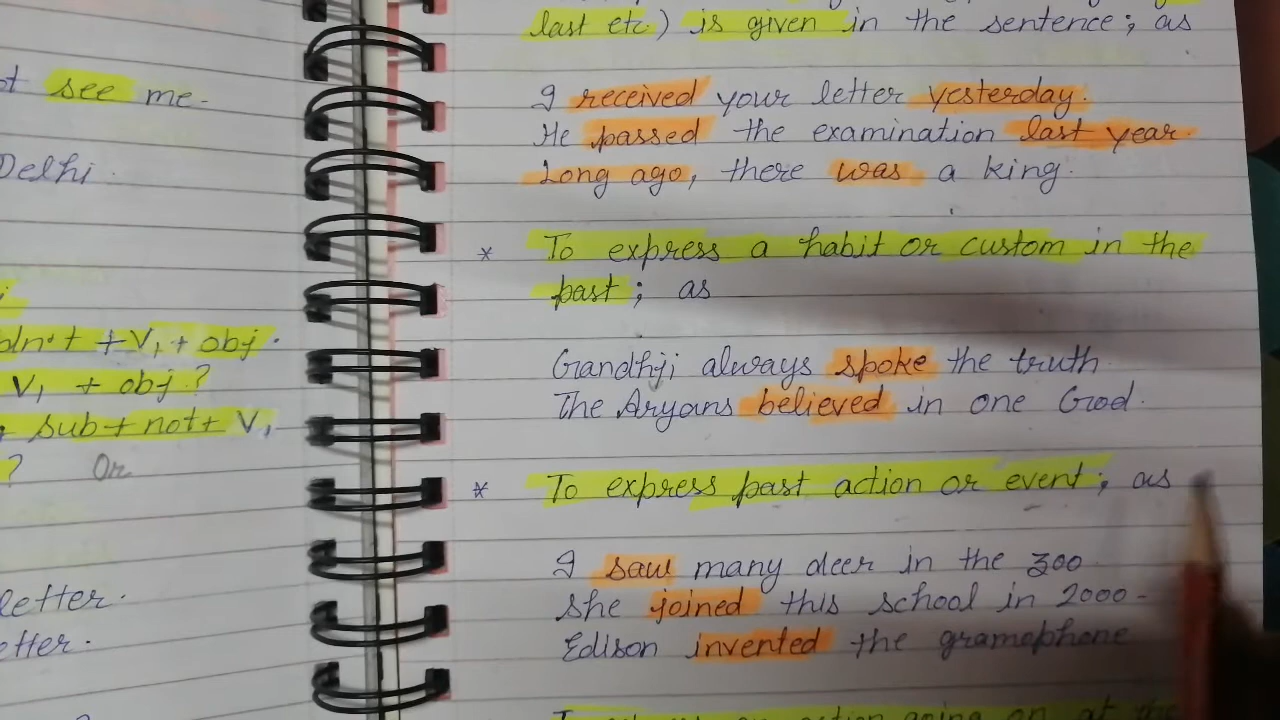 see me.
Delhi.
+ V₁ + obj.
V₁ + obj ?
sub + not + V₁
? Or
letter.
last etc.) is given in the sentence; as
I received your letter yesterday.
He passed the examination last year.
Long ago, there was a king.
* To express a habit or custom in the
past; as
Gandhiji always spoke the truth.
The Aryans believed in one God.
* To express past action or event; as
I saw many deer in the zoo.
She joined this school in 2000.
Edison invented the gramophone